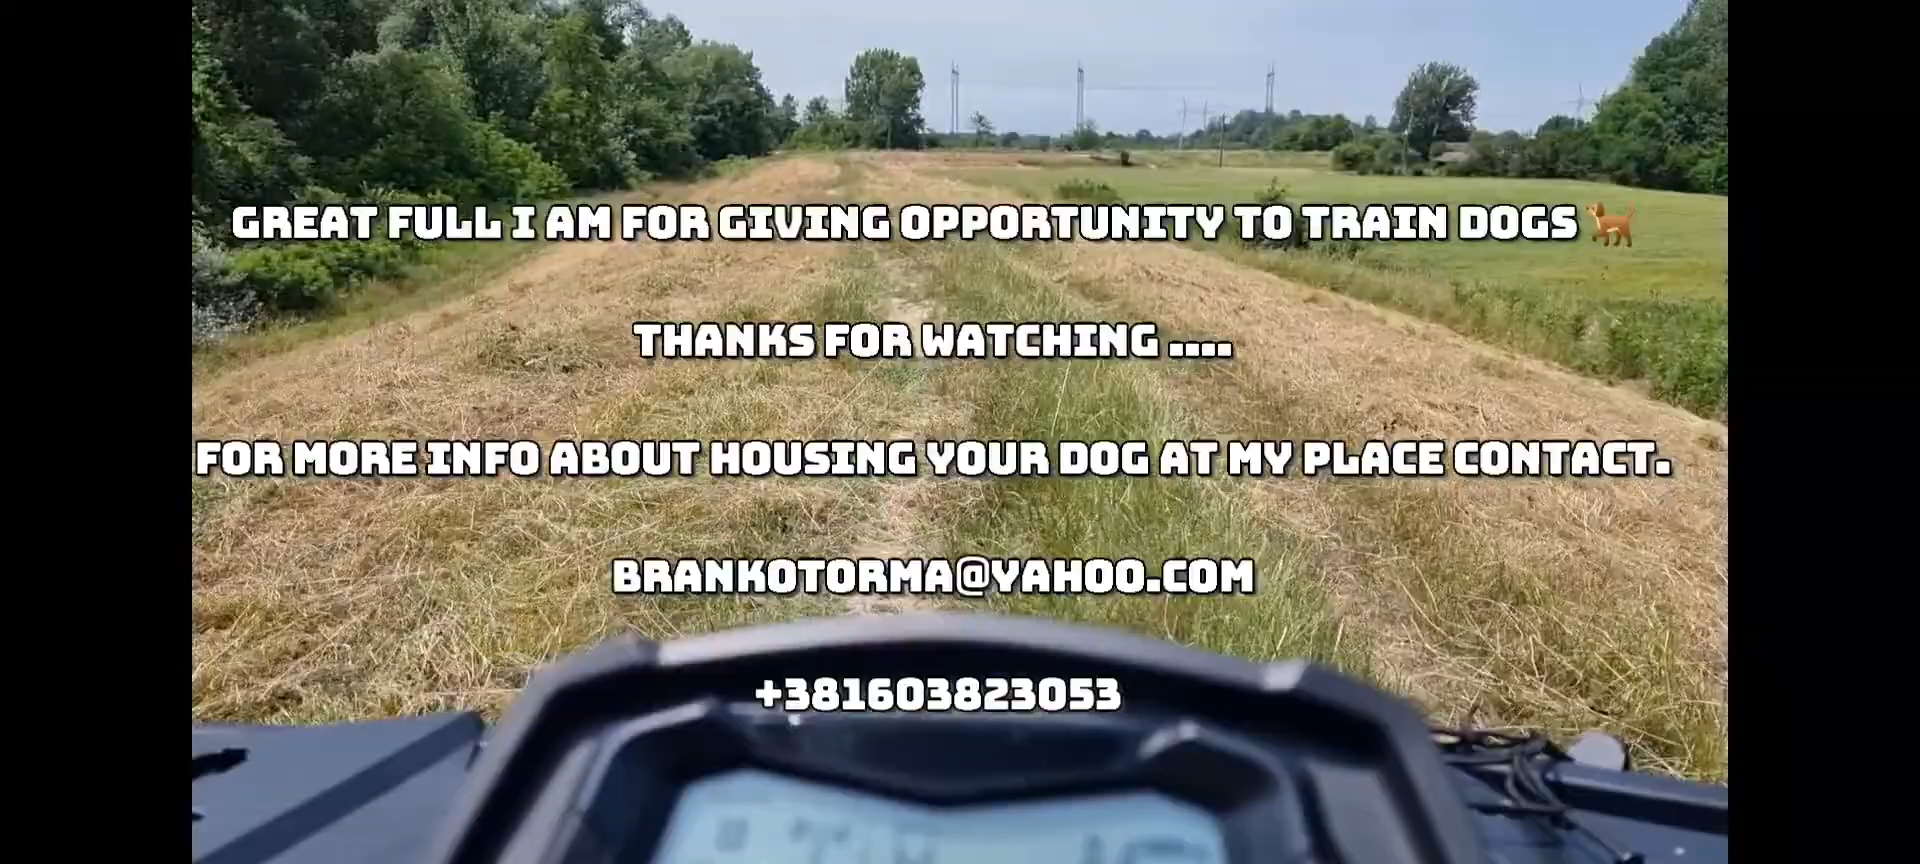 GREAT FULL I AM FOR GIVING OPPORTUNITY TO TRAIN DOGS 🐕
THANKS FOR WATCHING ....
FOR MORE INFO ABOUT HOUSING YOUR DOG AT MY PLACE CONTACT.
BRANKOTORMA@YAHOO.COM
+381603823053